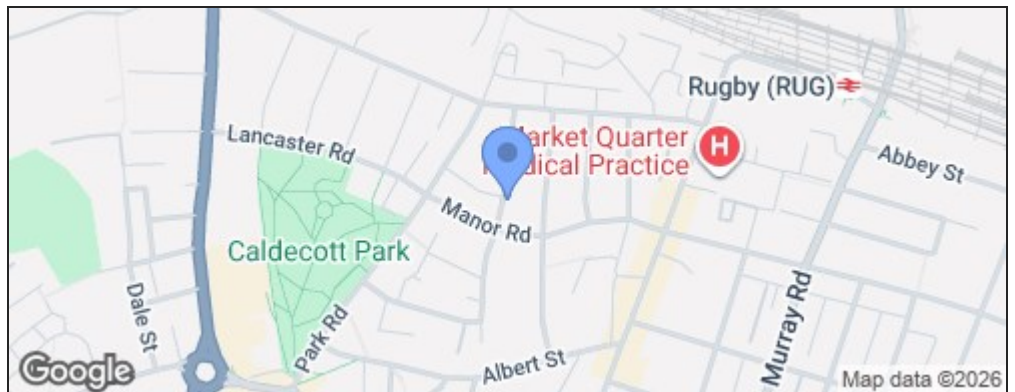 Rugby (RUG)
Market Quarter
Medical Practice
H
Lancaster Rd
Abbey St
Manor Rd
Caldecott Park
Dale St
Park Rd
Murray Rd
Albert St
Google
Map data ©2026